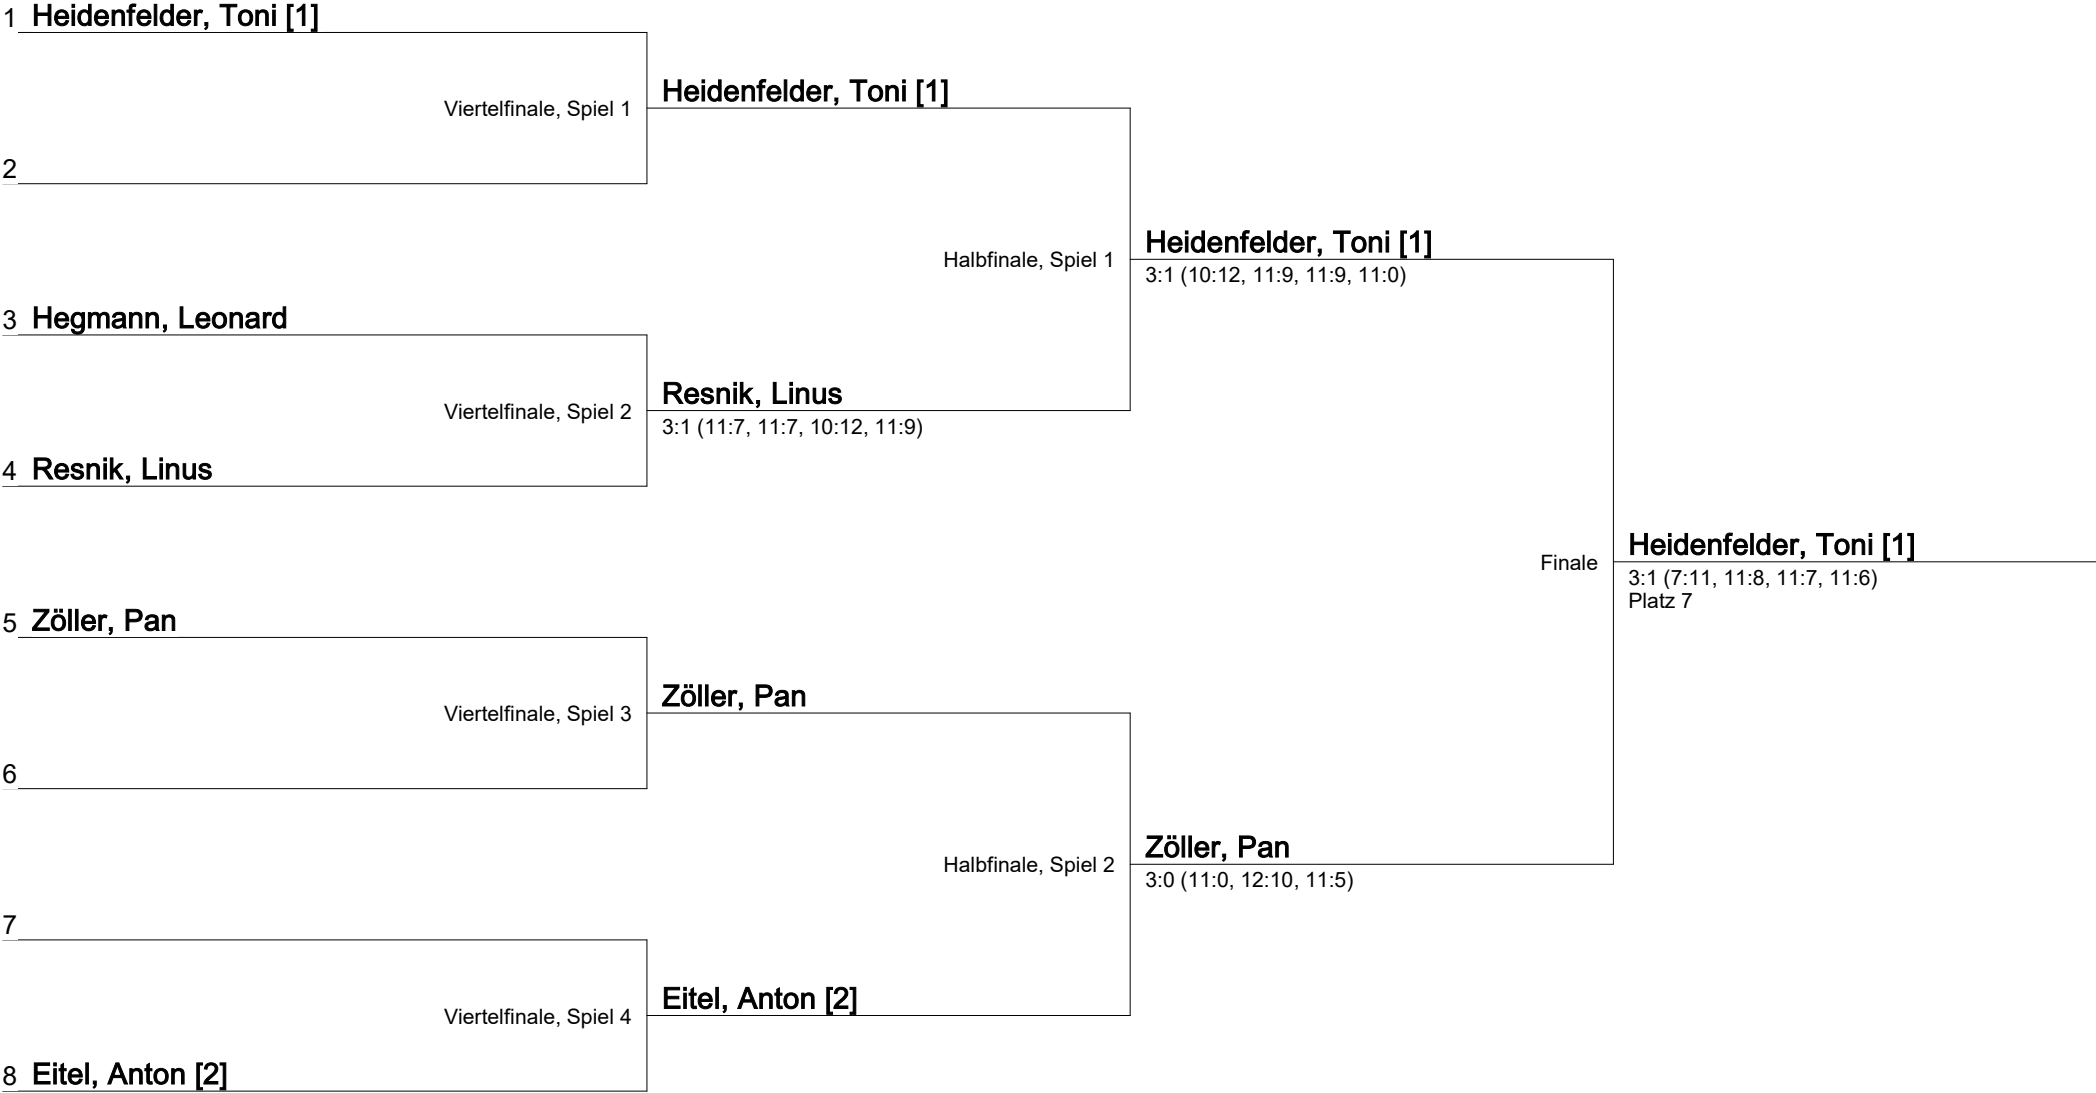 1 Heidenfelder, Toni [1]
Viertelfinale, Spiel 1
Heidenfelder, Toni [1]
2
Halbfinale, Spiel 1
Heidenfelder, Toni [1]
3:1 (10:12, 11:9, 11:9, 11:0)
3 Hegmann, Leonard
Viertelfinale, Spiel 2
Resnik, Linus
3:1 (11:7, 11:7, 10:12, 11:9)
4 Resnik, Linus
Finale
Heidenfelder, Toni [1]
3:1 (7:11, 11:8, 11:7, 11:6)
Platz 7
5 Zöller, Pan
Viertelfinale, Spiel 3
Zöller, Pan
6
Halbfinale, Spiel 2
Zöller, Pan
3:0 (11:0, 12:10, 11:5)
7
Viertelfinale, Spiel 4
Eitel, Anton [2]
8 Eitel, Anton [2]